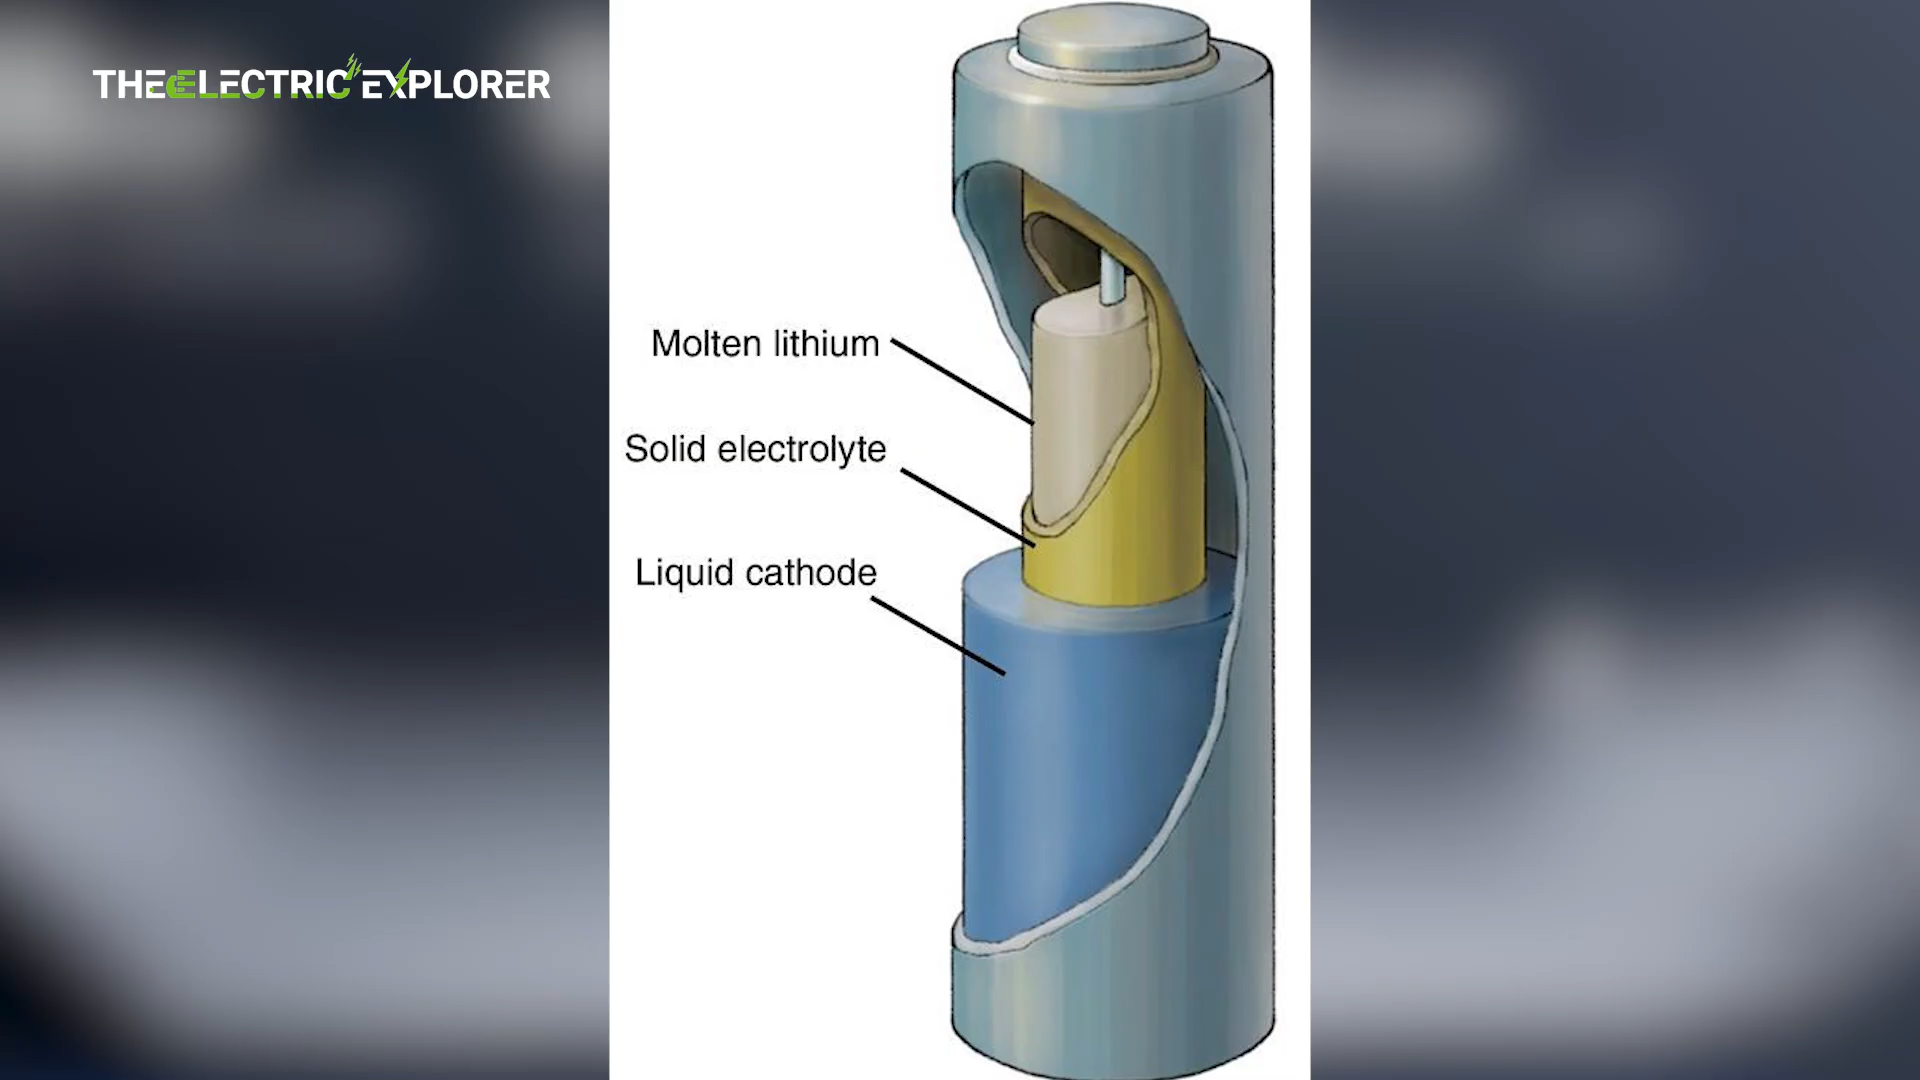 THE ELECTRIC EXPLORER
Molten lithium
Solid electrolyte
Liquid cathode